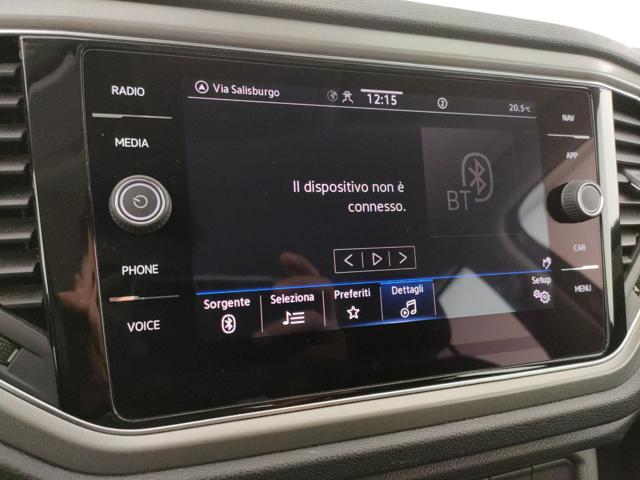 RADIO
MEDIA
PHONE
VOICE
Via Salisburgo
12:15
2
20.5°C
Il dispositivo non è
connesso.
BT
Sorgente
Seleziona
Preferiti
Dettagli
Setup
NAV
APP
CAR
MENU